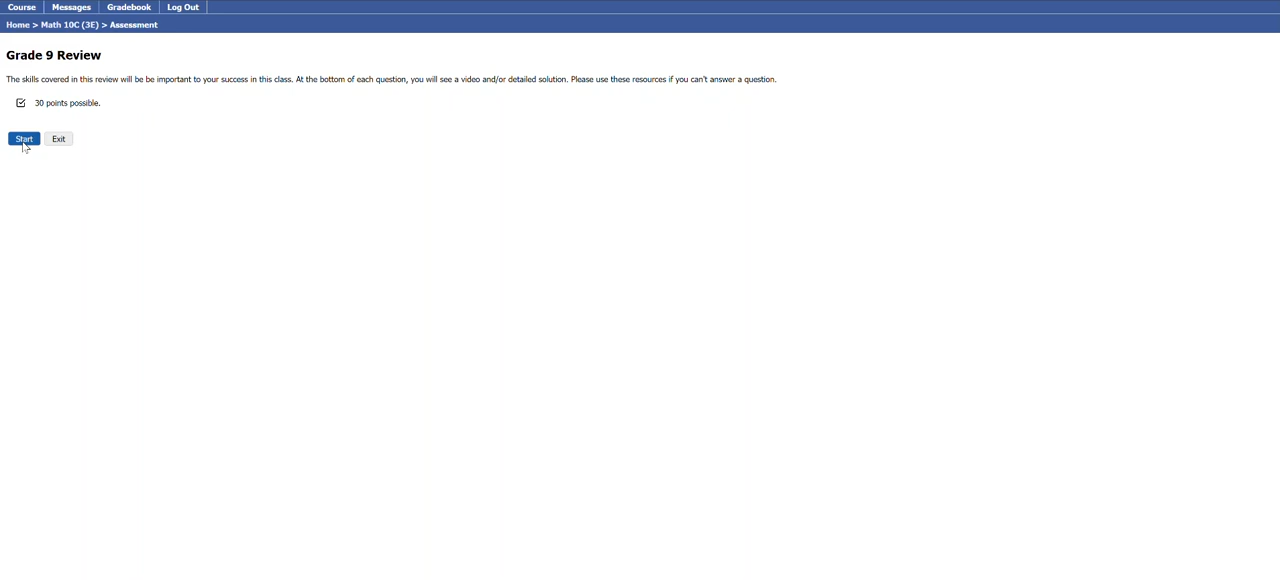 Course Messages Gradebook Log Out
Home > Math 10C (3E) > Assessment
Grade 9 Review
The skills covered in this review will be be important to your success in this class. At the bottom of each question, you will see a video and/or detailed solution. Please use these resources if you can't answer a question.
30 points possible.
Start Exit